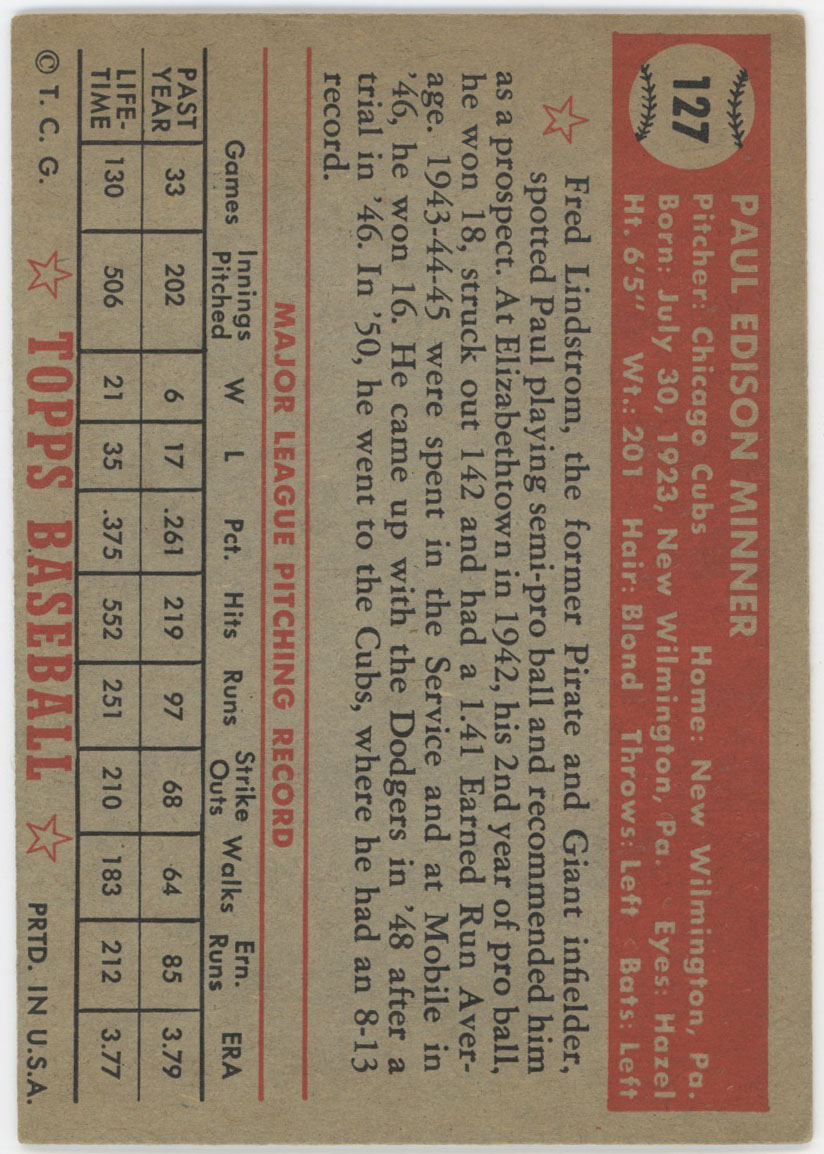 127
PAUL EDISON MINNER
Pitcher: Chicago Cubs Home: New Wilmington, Pa.
Born: July 30, 1923, New Wilmington, Pa. Eyes: Hazel
Ht. 6'5" Wt.: 201 Hair: Blond Throws: Left Bats: Left
Fred Lindstrom, the former Pirate and Giant infielder,
spotted Paul playing semi-pro ball and recommended him
as a prospect. At Elizabethtown in 1942, his 2nd year of pro ball,
he won 18, struck out 142 and had a 1.41 Earned Run Aver-
age. 1943-44-45 were spent in the Service and at Mobile in
'46, he won 16. He came up with the Dodgers in '48 after a
trial in '46. In '50, he went to the Cubs, where he had an 8-13
record.
MAJOR LEAGUE PITCHING RECORD
Games Innings Pitched W L Pct. Hits Runs Strike Outs Walks Ern. Runs ERA
PAST YEAR 33 202 6 17 .261 219 97 68 64 85 3.79
LIFE-TIME 130 506 21 35 .375 552 251 210 183 212 3.77
© T. C. G. TOPPS BASEBALL PRTD. IN U.S.A.